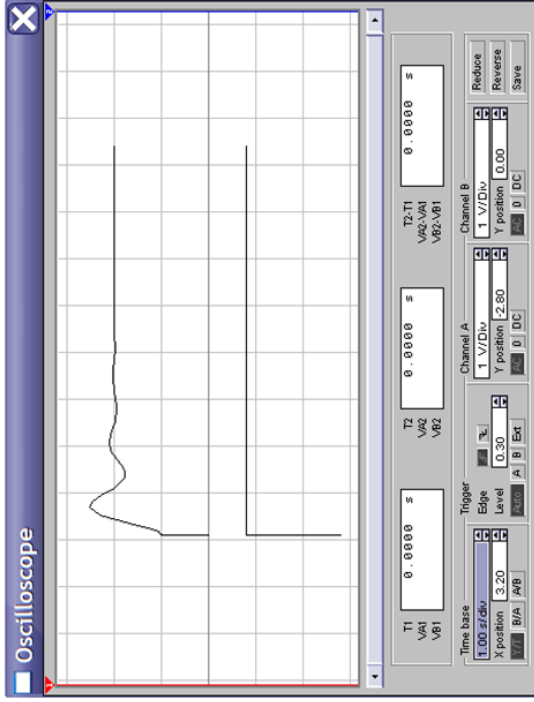 Oscilloscope
1
2
T1
VA1
VB1
0.0000 s
T2
VA2
VB2
0.0000 s
T2-T1
VA2-VA1
VB2-VB1
0.0000 s
Time base
1.00 s/div
X position 3.20
Y/T B/A A/B
Trigger
Edge
Level 0.30
Auto A B Ext
Channel A
1 V/Div
Y position -2.80
AC 0 DC
Channel B
1 V/Div
Y position 0.00
AC 0 DC
Reduce
Reverse
Save